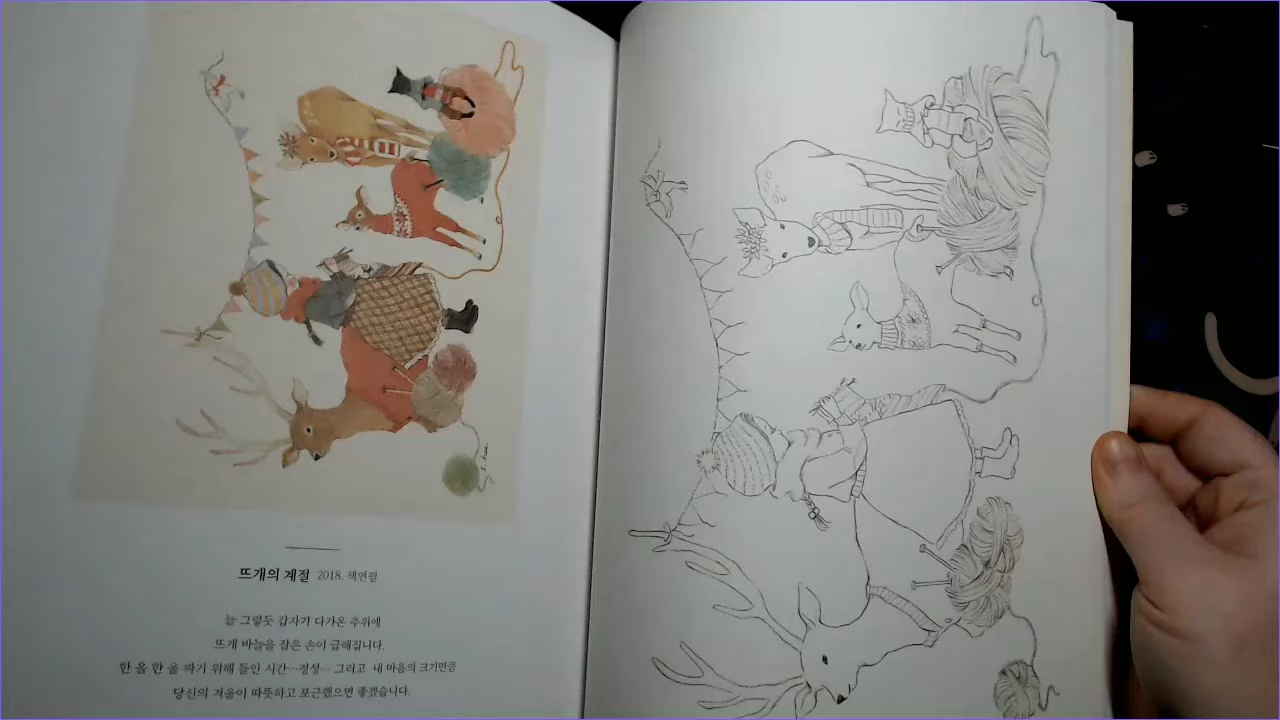 뜨개의 계절 2018. 색연필
늘 그렇듯 갑자기 다가온 추위에
뜨개 바늘을 잡은 손이 급해집니다.
한 올 한 올 짜기 위해 들인 시간…정성… 그리고 내 마음의 크기만큼
당신의 겨울이 따뜻하고 포근했으면 좋겠습니다.